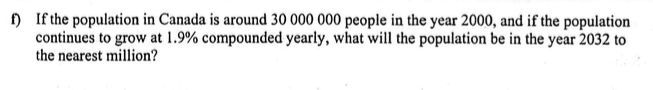 f) If the population in Canada is around 30 000 000 people in the year 2000, and if the population
continues to grow at 1.9% compounded yearly, what will the population be in the year 2032 to
the nearest million?